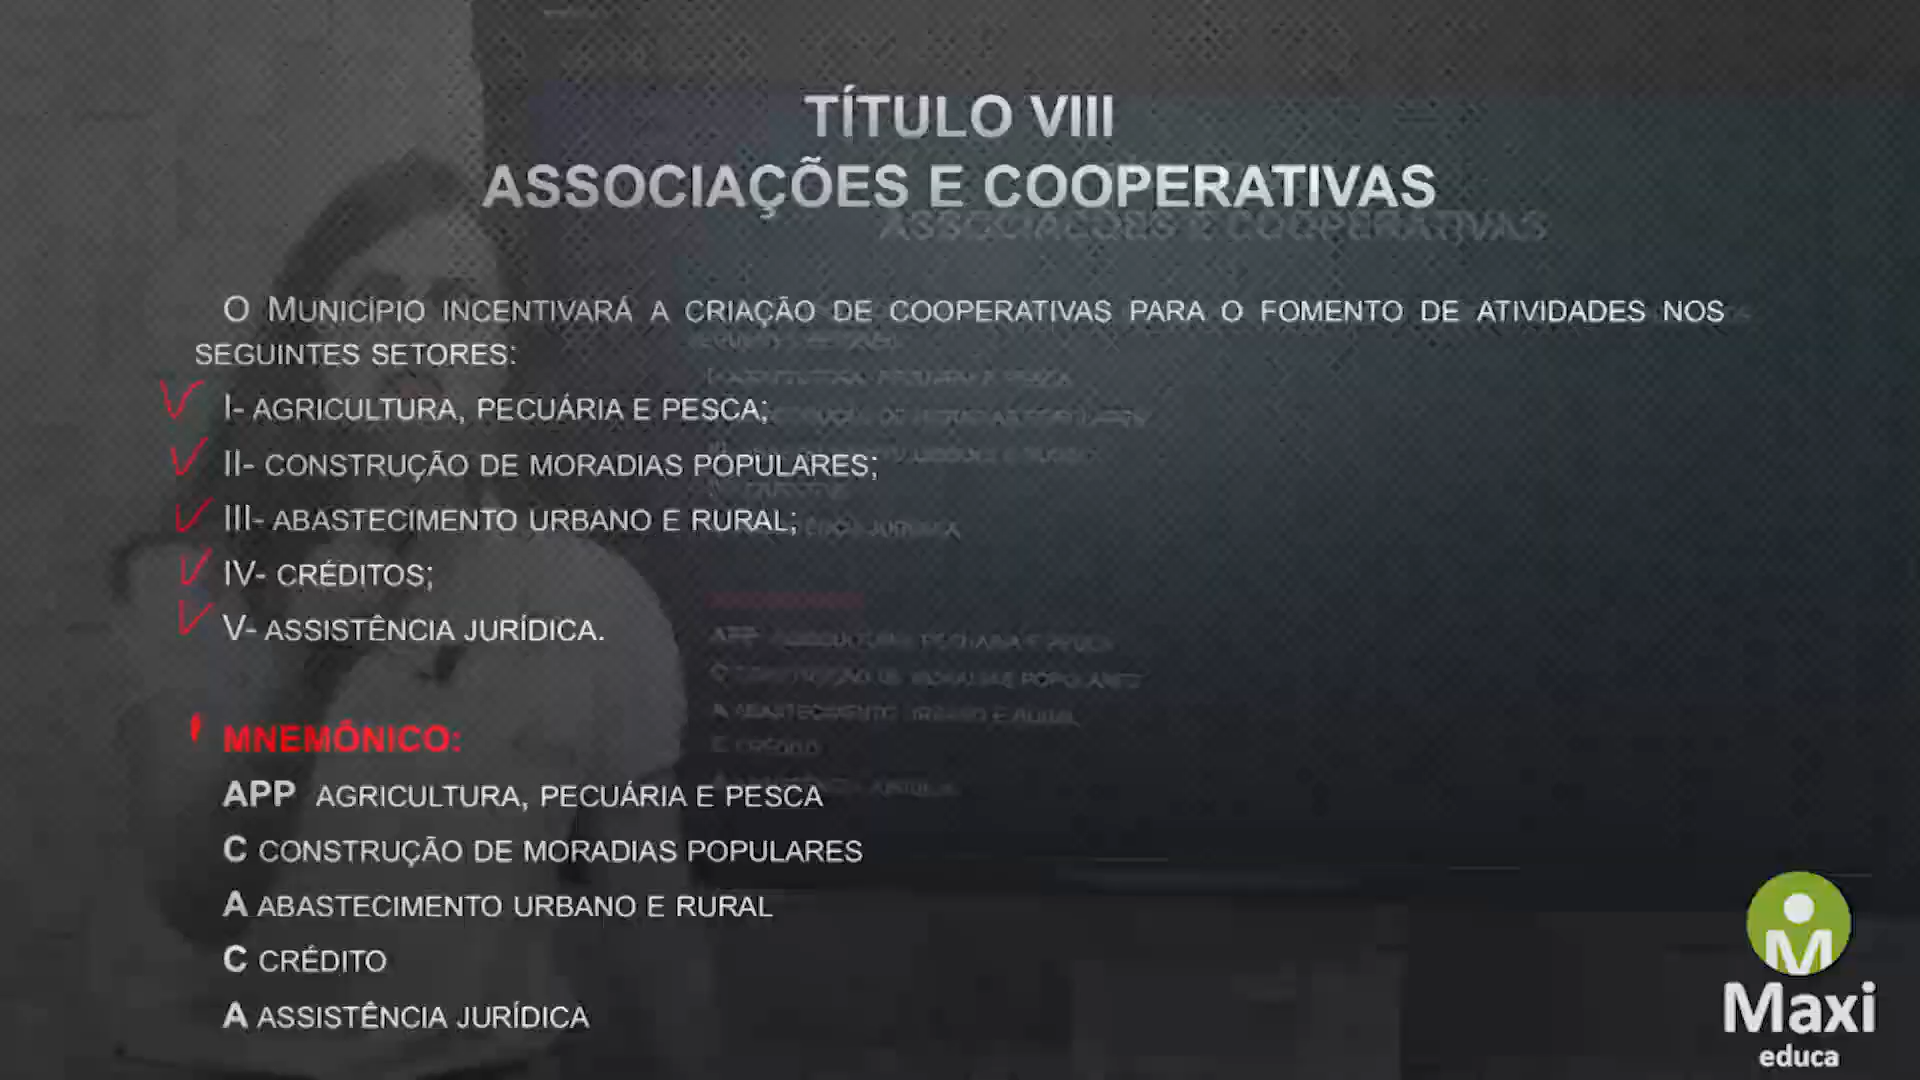 TÍTULO VIII
ASSOCIAÇÕES E COOPERATIVAS
O MUNICÍPIO INCENTIVARÁ A CRIAÇÃO DE COOPERATIVAS PARA O FOMENTO DE ATIVIDADES NOS
SEGUINTES SETORES:
I- AGRICULTURA, PECUÁRIA E PESCA;
II- CONSTRUÇÃO DE MORADIAS POPULARES;
III- ABASTECIMENTO URBANO E RURAL;
IV- CRÉDITOS;
V- ASSISTÊNCIA JURÍDICA.
MNEMÔNICO:
APP AGRICULTURA, PECUÁRIA E PESCA
C CONSTRUÇÃO DE MORADIAS POPULARES
A ABASTECIMENTO URBANO E RURAL
C CRÉDITO
A ASSISTÊNCIA JURÍDICA
M
Maxi
educa